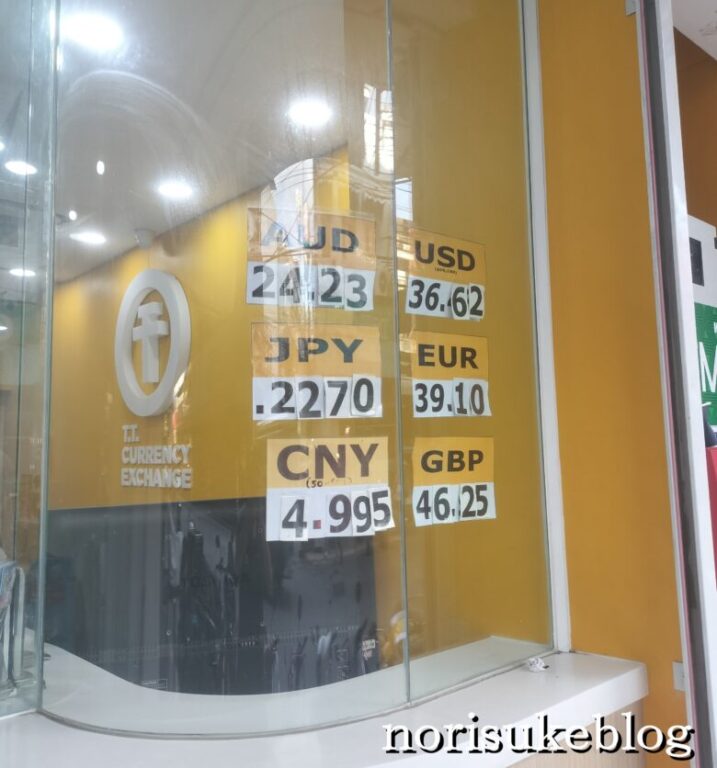 AUD
24.23
USD
36.62
JPY
.2270
EUR
39.10
CNY
4.995
GBP
46.25
T.T.
CURRENCY
EXCHANGE
M
norisukeblog